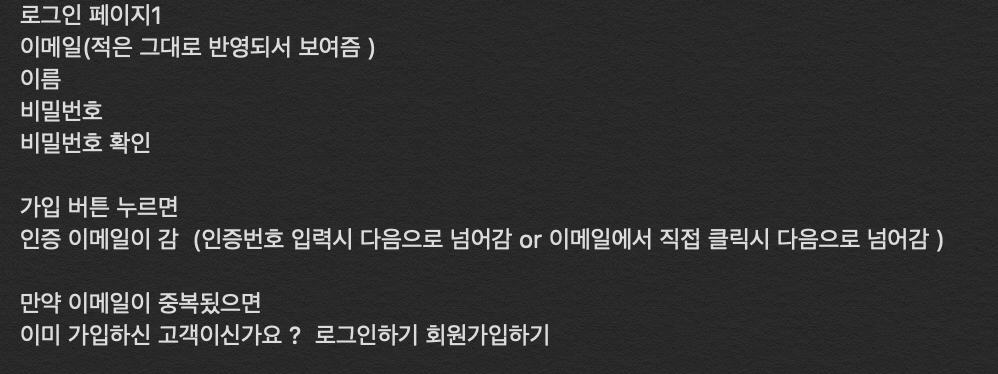 로그인 페이지1
이메일(적은 그대로 반영되서 보여즘 )
이름
비밀번호
비밀번호 확인
가입 버튼 누르면
인증 이메일이 감  (인증번호 입력시 다음으로 넘어감 or 이메일에서 직접 클릭시 다음으로 넘어감 )
만약 이메일이 중복됬으면
이미 가입하신 고객이신가요 ?  로그인하기 회원가입하기